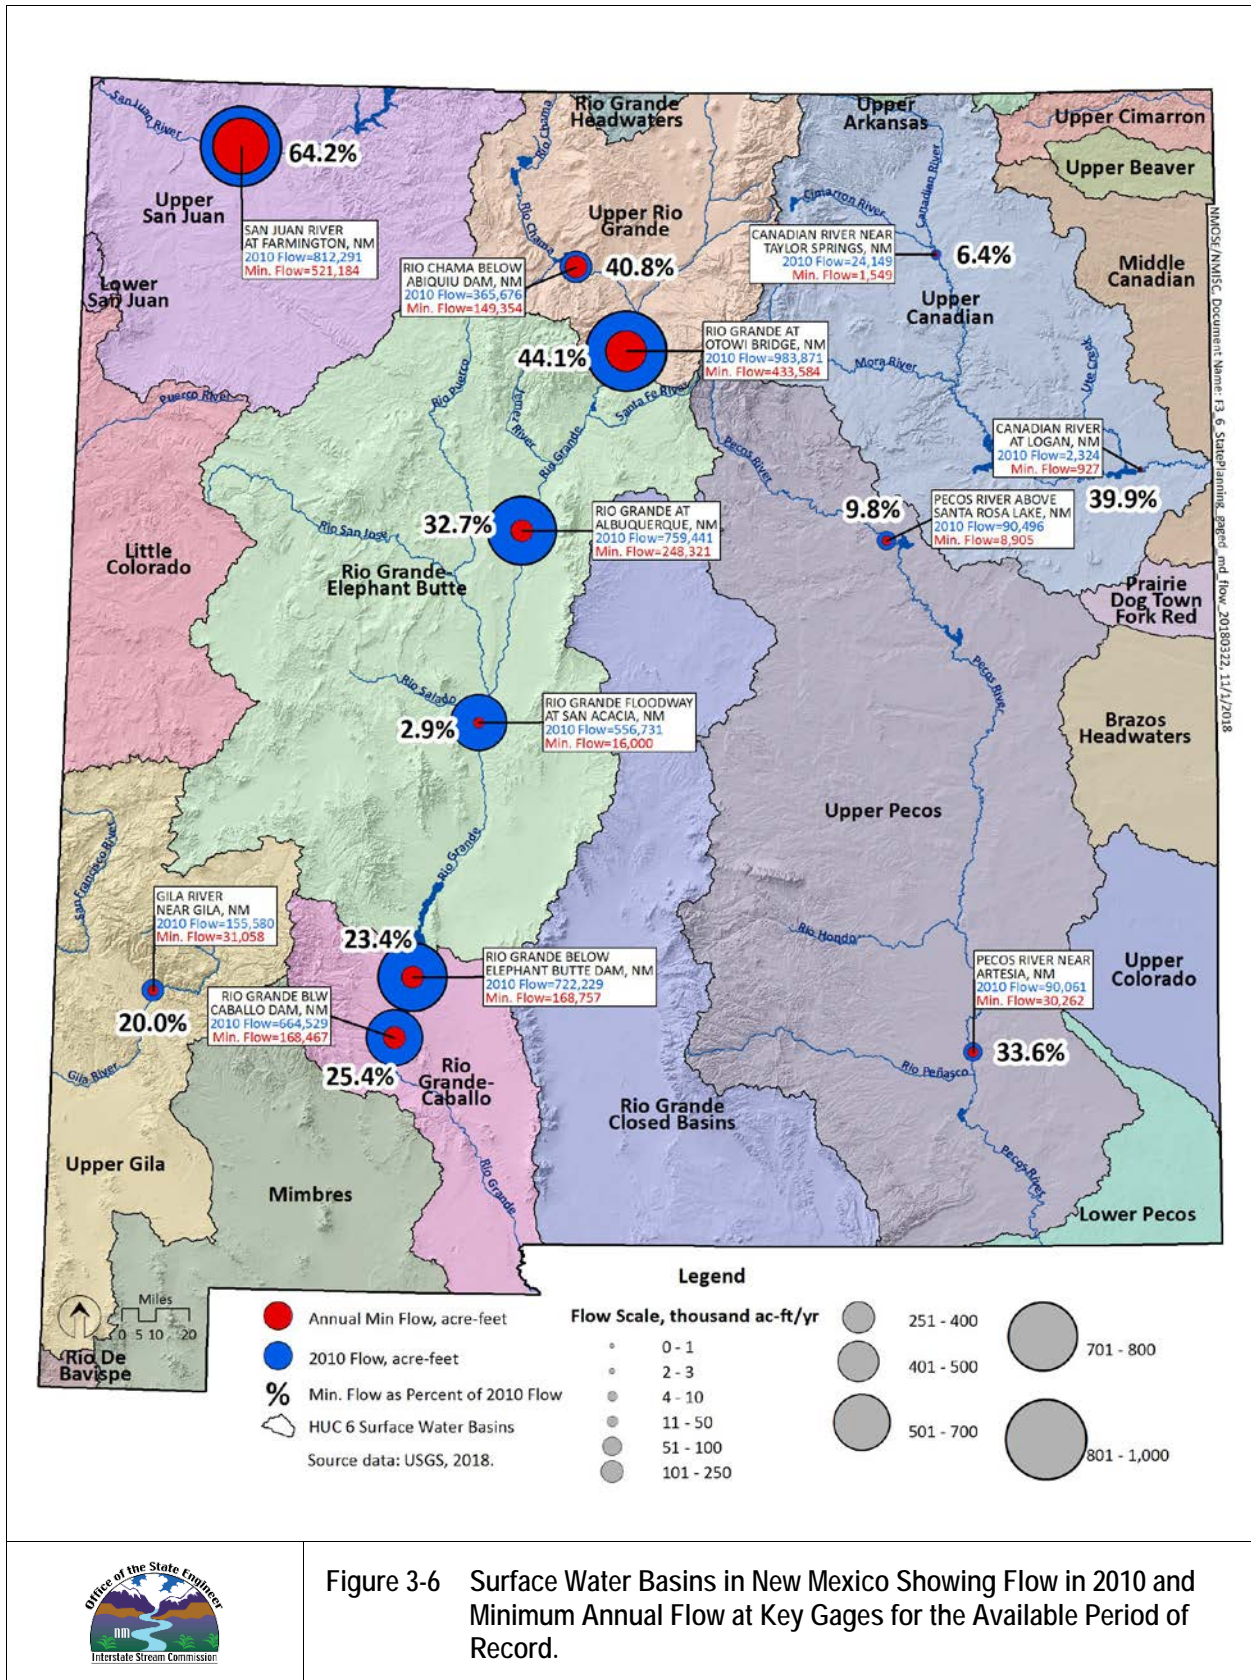 San Juan River
64.2%
Upper
San Juan
SAN JUAN RIVER
AT FARMINGTON, NM
2010 Flow=812,291
Min. Flow=521,184
Lower
San Juan
Rio Chama
Rio Grande
Headwaters
Rio Chama
Upper Rio
Grande
RIO CHAMA BELOW
ABIQUIU DAM, NM
2010 Flow=365,676
Min. Flow=149,354
40.8%
Upper
Arkansas
Upper Cimarron
Upper Beaver
Canadian River
Cimarron River
CANADIAN RIVER NEAR
TAYLOR SPRINGS, NM
2010 Flow=24,149
Min. Flow=1,549
6.4%
Upper
Canadian
Middle
Canadian
NMOSE/NMISC, Document Name: F3_6_StatePlanning_gaged_md_flow_20180322, 11/1/2018
44.1%
RIO GRANDE AT
OTOWI BRIDGE, NM
2010 Flow=983,871
Min. Flow=433,584
Mora River
Ute Creek
Puerco River
Rio Puerco
Jemez River
Rio Grande
Santa Fe River
Pecos River
CANADIAN RIVER
AT LOGAN, NM
2010 Flow=2,324
Min. Flow=927
39.9%
9.8%
PECOS RIVER ABOVE
SANTA ROSA LAKE, NM
2010 Flow=90,496
Min. Flow=8,905
32.7%
RIO GRANDE AT
ALBUQUERQUE, NM
2010 Flow=759,441
Min. Flow=248,321
Rio San Jose
Little
Colorado
Rio Grande-
Elephant Butte
Prairie
Dog Town
Fork Red
Pecos River
Rio Salado
2.9%
RIO GRANDE FLOODWAY
AT SAN ACACIA, NM
2010 Flow=556,731
Min. Flow=16,000
Brazos
Headwaters
Upper Pecos
San Francisco River
Rio Grande
GILA RIVER
NEAR GILA, NM
2010 Flow=155,580
Min. Flow=31,058
20.0%
23.4%
RIO GRANDE BELOW
ELEPHANT BUTTE DAM, NM
2010 Flow=722,229
Min. Flow=168,757
RIO GRANDE BLW
CABALLO DAM, NM
2010 Flow=664,529
Min. Flow=168,467
25.4%
Rio Hondo
PECOS RIVER NEAR
ARTESIA, NM
2010 Flow=90,061
Min. Flow=30,262
33.6%
Upper
Colorado
Gila River
Rio
Grande-
Caballo
Rio Grande
Closed Basins
Rio Peñasco
Upper Gila
Mimbres
Rio Grande
Pecos River
Lower Pecos
Rio De
Bavispe
Miles
0 5 10 20
Legend
Annual Min Flow, acre-feet
2010 Flow, acre-feet
% Min. Flow as Percent of 2010 Flow
HUC 6 Surface Water Basins
Source data: USGS, 2018.
Flow Scale, thousand ac-ft/yr
0 - 1
2 - 3
4 - 10
11 - 50
51 - 100
101 - 250
251 - 400
401 - 500
501 - 700
701 - 800
801 - 1,000
Office of the State Engineer
nm
Interstate Stream Commission
Figure 3-6 Surface Water Basins in New Mexico Showing Flow in 2010 and
Minimum Annual Flow at Key Gages for the Available Period of
Record.